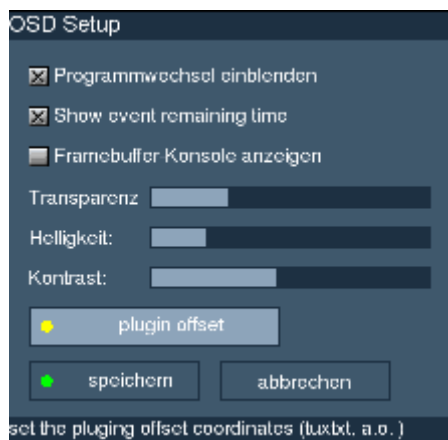 OSD Setup
Programmwechsel einblenden
Show event remaining time
Framebuffer-Konsole anzeigen
Transparenz
Helligkeit:
Kontrast:
plugin offset
speichern abbrechen
set the pluging offset coordinates (tuxtxt, a.o. )